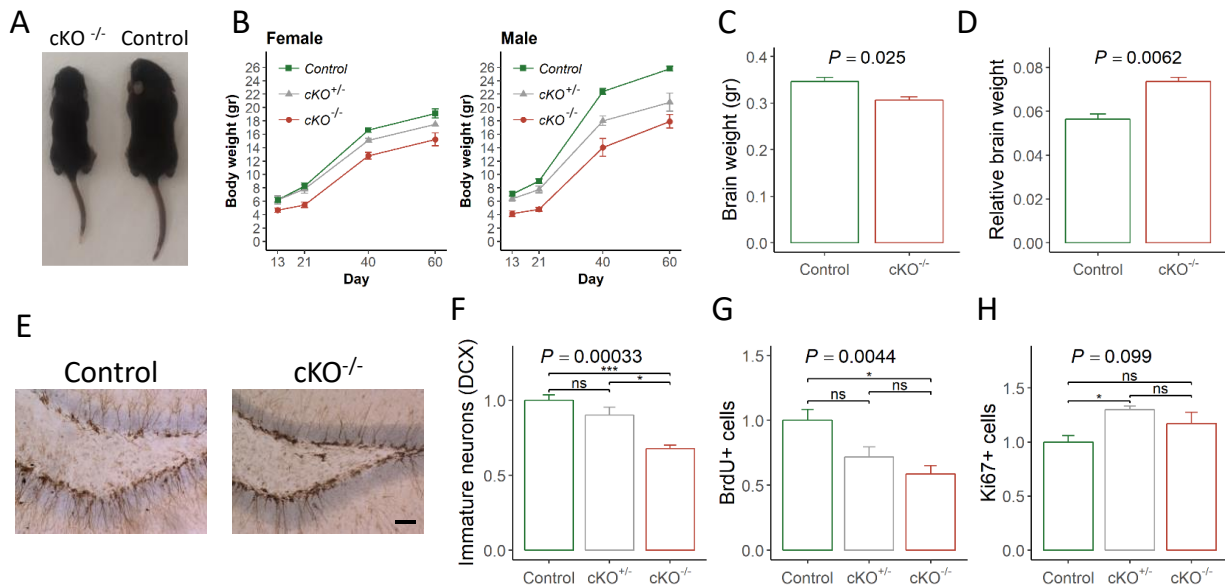 A
cKO -/- Control
B
Female
Body weight (gr)
26
24
22
20
18
16
14
12
10
8
6
4
2
0
Control
cKO+/-
cKO-/-
13 21 40 60
Day
Male
Body weight (gr)
26
24
22
20
18
16
14
12
10
8
6
4
2
0
Control
cKO+/-
cKO-/-
13 21 40 60
Day
C
P = 0.025
Brain weight (gr)
0.4
0.3
0.2
0.1
0.0
Control cKO-/-
D
P = 0.0062
Relative brain weight
0.08
0.06
0.04
0.02
0.00
Control cKO-/-
E
Control cKO-/-
F
P = 0.00033
***
ns *
Immature neurons (DCX)
1.0
0.5
0.0
Control cKO+/- cKO-/-
G
P = 0.0044
*
ns ns
BrdU+ cells
1.0
0.5
0.0
Control cKO+/- cKO-/-
H
P = 0.099
ns
* ns
Ki67+ cells
1.5
1.0
0.5
0.0
Control cKO+/- cKO-/-